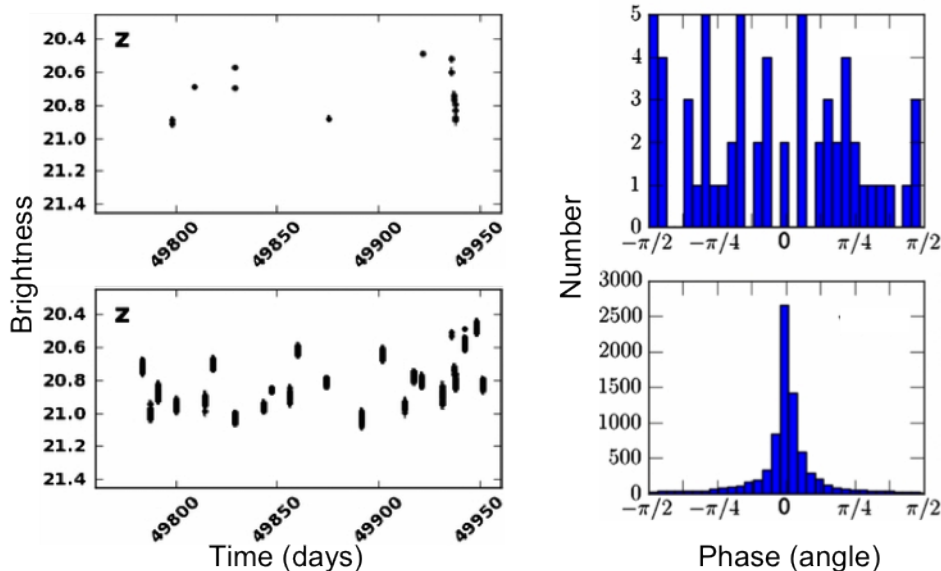 20.4
20.6
20.8
21.0
21.2
21.4
z
49800
49850
49900
49950
5
4
3
2
1
0
−π/2
−π/4
0
π/4
π/2
Brightness
Number
20.4
20.6
20.8
21.0
21.2
21.4
z
49800
49850
49900
49950
Time (days)
3000
2500
2000
1500
1000
500
0
−π/2
−π/4
0
π/4
π/2
Phase (angle)